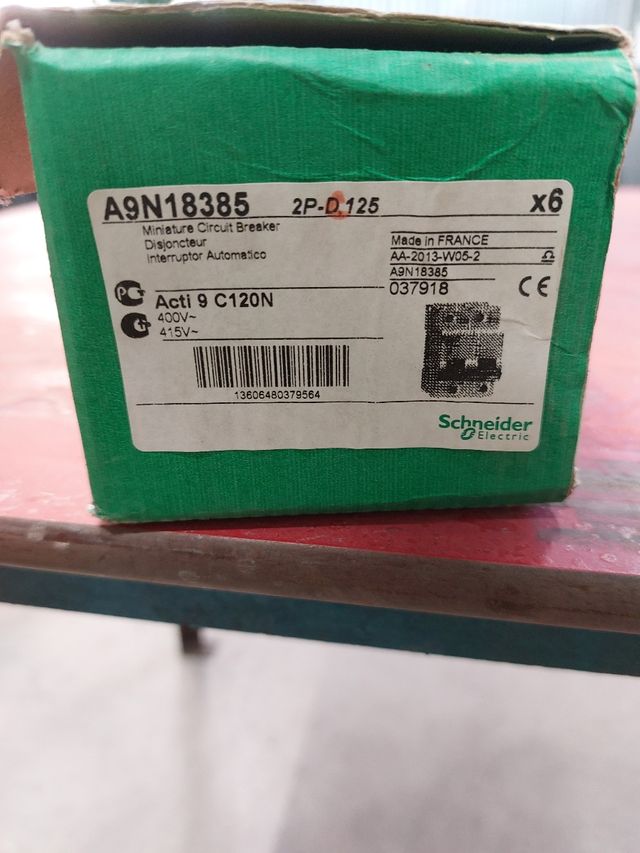 A9N18385 2P-D 125 x6
Miniature Circuit Breaker
Disjoncteur
Interruptor Automatico
Made in FRANCE
AA-2013-W05-2
A9N18385
037918 CE
Acti 9 C120N
400V~
415V~
13606480379564
Schneider
Electric